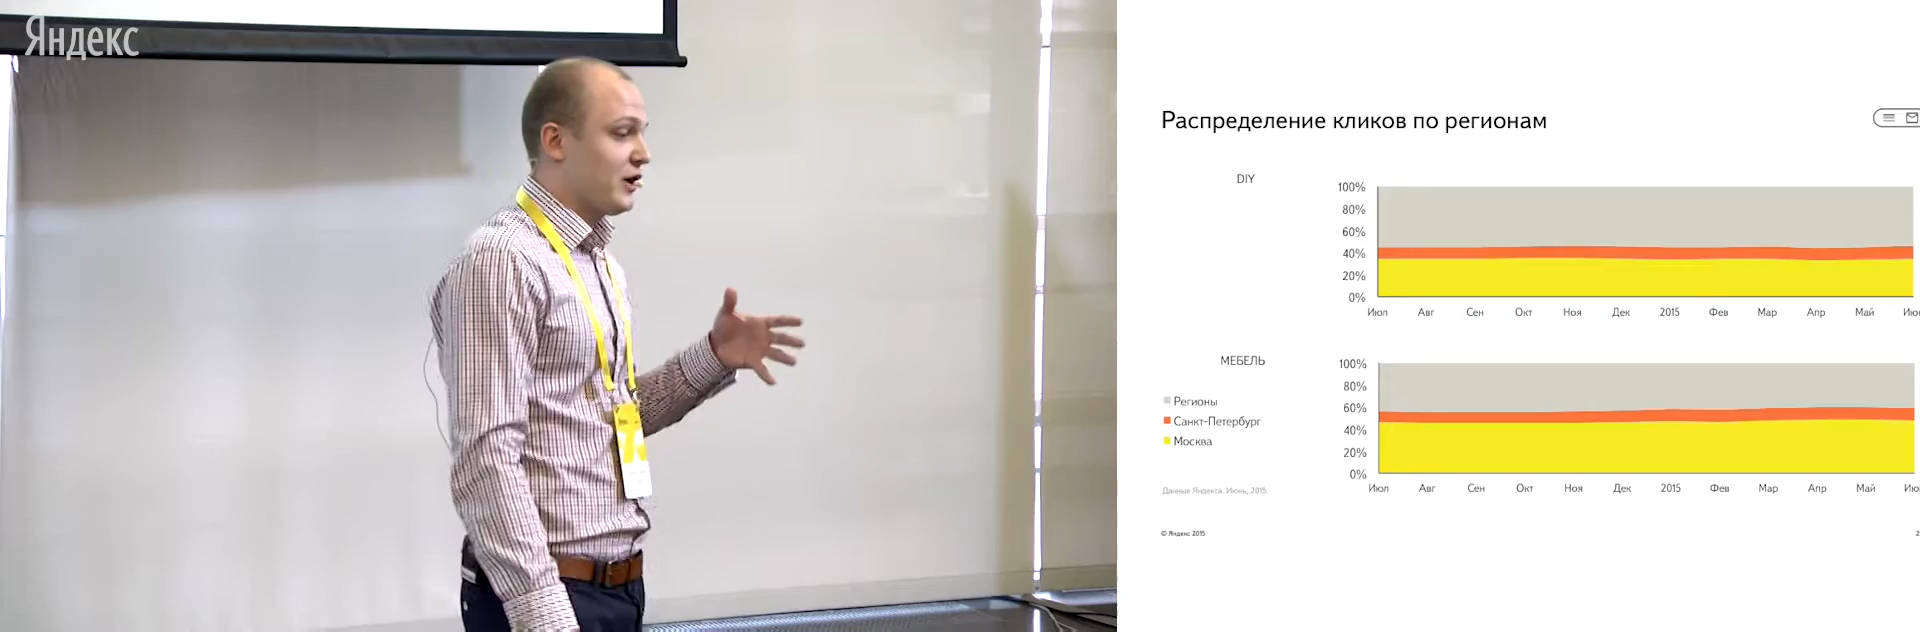 Яндекс
Распределение кликов по регионам
DIY
100%
80%
60%
40%
20%
0%
Июл Авг Сен Окт Ноя Дек 2015 Фев Мар Апр Май
МЕБЕЛЬ
Регионы
Санкт-Петербург
Москва
100%
80%
60%
40%
20%
0%
Июл Авг Сен Окт Ноя Дек 2015 Фев Мар Апр Май
Данные Яндекса. Июнь, 2015.
© Яндекс 2015